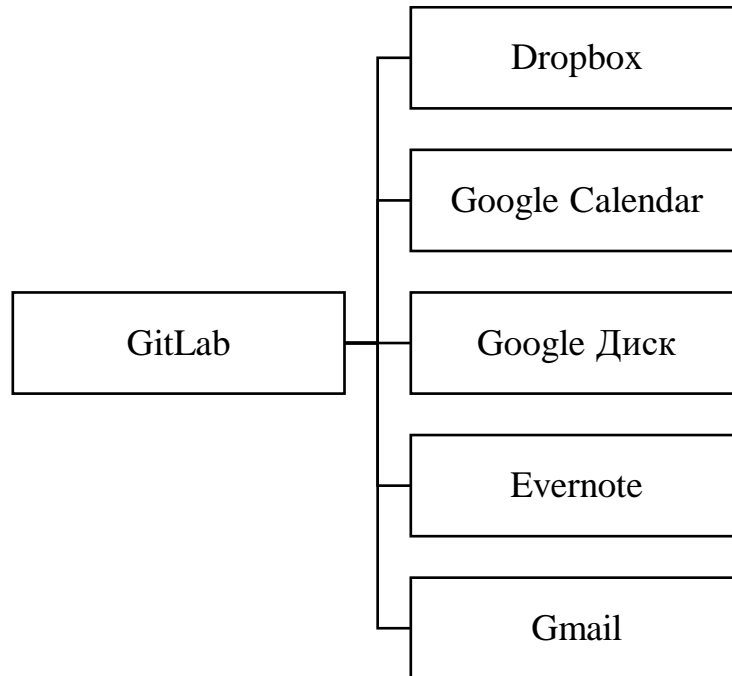 Dropbox
Google Calendar
GitLab
Google Диск
Evernote
Gmail